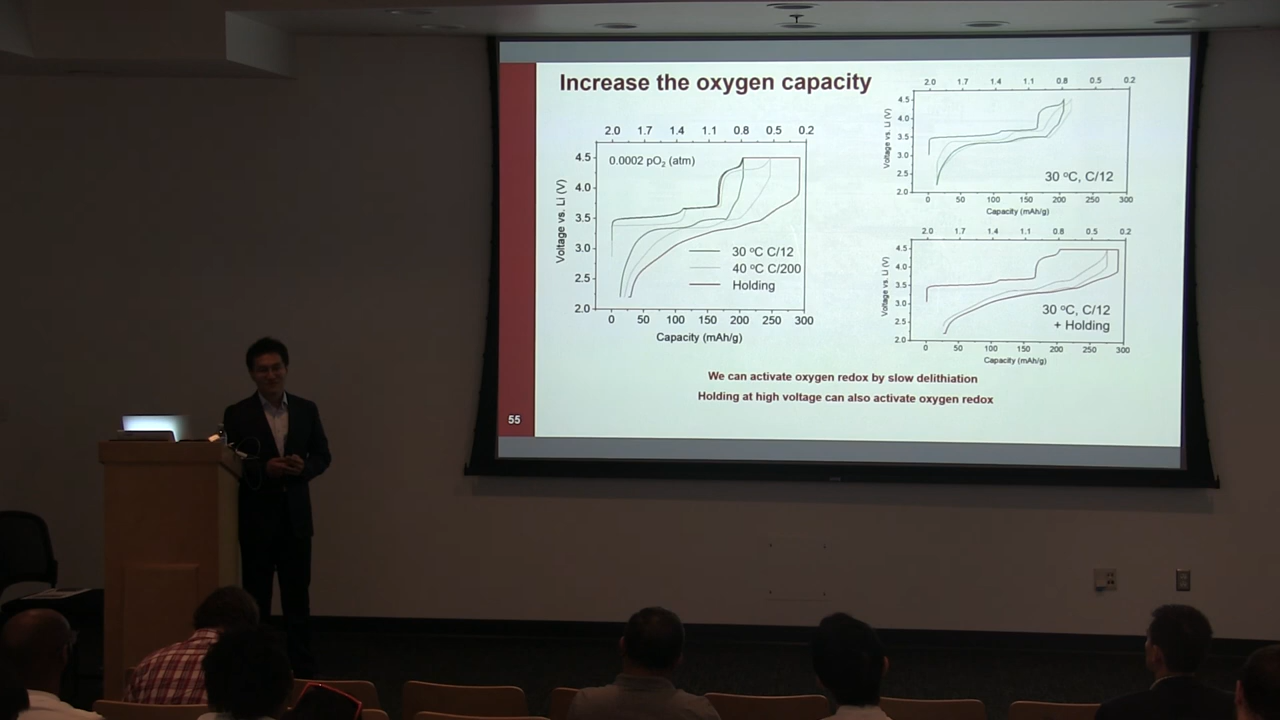 Increase the oxygen capacity
2.0 1.7 1.4 1.1 0.8 0.5 0.2
4.5
4.0
3.5
3.0
2.5
2.0
Voltage vs. Li (V)
0.0002 pO₂ (atm)
30 ºC C/12
40 ºC C/200
Holding
0 50 100 150 200 250 300
Capacity (mAh/g)
2.0 1.7 1.4 1.1 0.8 0.5 0.2
4.5
4.0
3.5
3.0
2.5
2.0
Voltage vs. Li (V)
30 ºC, C/12
0 50 100 150 200 250 300
Capacity (mAh/g)
2.0 1.7 1.4 1.1 0.8 0.5 0.2
4.5
4.0
3.5
3.0
2.5
2.0
Voltage vs. Li (V)
30 ºC, C/12
+ Holding
0 50 100 150 200 250 300
Capacity (mAh/g)
We can activate oxygen redox by slow delithiation
Holding at high voltage can also activate oxygen redox
55